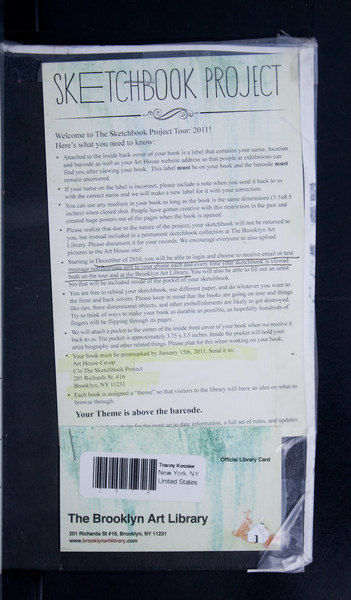 SKETCHBOOK PROJECT
Welcome to The Sketchbook Project Tour: 2011!
Here's what you need to know:
• Attached to the inside back cover of your book is a label that contains your name, location
and barcode as well as your Art House website address so that people at exhibitions can
find you after viewing your book. This label must be on your book and the barcode must
remain uncovered.
• If your name on the label is incorrect, please include a note when you send it back to us
with the correct name and we will make a new label for it with your correction.
• You can use any medium in your book as long as the book is the same dimensions (5.5x8.5
inches) when closed shut. People have gotten creative with this restriction in the past and
created huge posters out of the pages when the book is opened.
• Please realize that due to the nature of the project, your sketchbook will not be returned to
you, but instead included in a permanent sketchbook collection at The Brooklyn Art
Library. Please document it for your records. We encourage everyone to also upload
pictures to the Art House site!
• Starting in December of 2010, you will be able to login and choose to receive email or text
message notifications sent to your phone each and every time your sketchbook is viewed
both on the tour and at the Brooklyn Art Library. You will also be able to fill out an artist
bio that will be included inside of the pocket of your sketchbook.
• You are free to rebind your sketchbook, use different paper, and do whatever you want to
the front and back covers. Please keep in mind that the books are going on tour and things
like ties, three dimensional objects, and other embellishments are likely to get destroyed.
Try to think of ways to make your book as durable as possible, as hopefully hundreds of
fingers will be flipping through its pages.
• We will attach a pocket to the center of the inside front cover of your book when we receive it
back to us. The pocket is approximately 3.75 x 3.5 inches. Inside the pocket will hold your
artist biography and other related things. Please plan for this when working on your book.
• Your book must be postmarked by January 15th, 2011. Send it to:
Art House Co-op
C/o The Sketchbook Project
201 Richards St. #16
Brooklyn, NY 11231
• Each book is assigned a "theme" so that visitors to the library will have an idea on what to
browse through.
Your Theme is above the barcode.
for the most up to date information, a full set of rules, and updates
Official Library Card
Tracey Kessler
New York, NY
United States
The Brooklyn Art Library
201 Richards St #16, Brooklyn, NY 11231
www.brooklynartlibrary.com